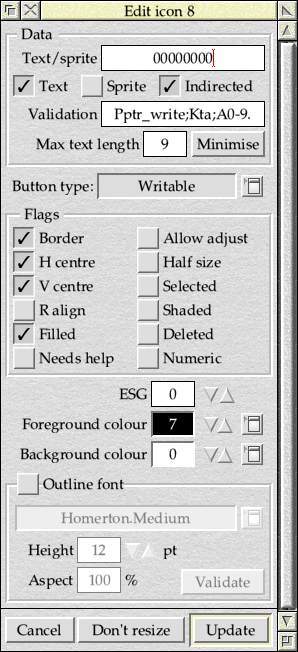 Edit icon 8
Data
Text/sprite 00000000
Text Sprite Indirected
Validation Pptr_write;Kta;A0-9.
Max text length 9 Minimise
Button type: Writable
Flags
Border Allow adjust
H centre Half size
V centre Selected
R align Shaded
Filled Deleted
Needs help Numeric
ESG 0
Foreground colour 7
Background colour 0
Outline font
Homerton.Medium
Height 12 pt
Aspect 100 % Validate
Cancel Don't resize Update